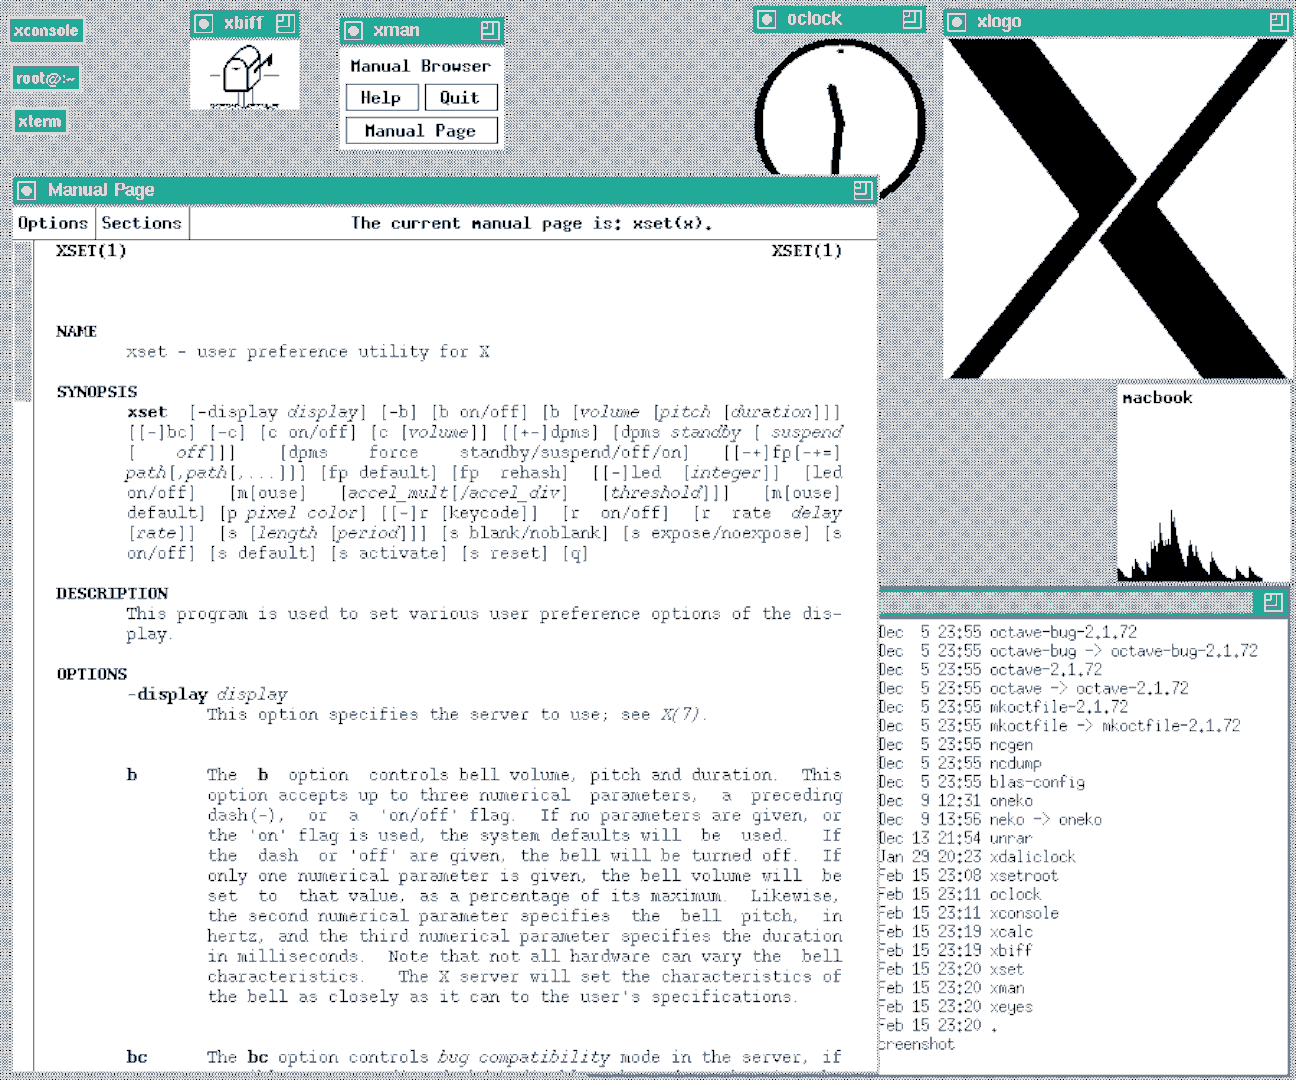 xconsole
root@:~
xterm
xbiff
xman
Manual Browser
Help Quit
Manual Page
oclock
xlogo
Manual Page
Options Sections The current manual page is: xset(x).
XSET(1) XSET(1)
NAME
xset - user preference utility for X
SYNOPSIS
xset [-display display] [-b] [b on/off] [b [volume [pitch [duration]]]
[[-]bc] [-c] [c on/off] [c [volume]] [[+-]dpms] [dpms standby [ suspend
[ off]]] [dpms force standby/suspend/off/on] [[-+]fp[-+=]
path[,path[,...]]] [fp default] [fp rehash] [[-]led [integer]] [led
on/off] [m[ouse] [accel_mult[/accel_div] [threshold]]] [m[ouse]
default] [p pixel color] [[-]r [keycode]] [r on/off] [r rate delay
[rate]] [s [length [period]]] [s blank/noblank] [s expose/noexpose] [s
on/off] [s default] [s activate] [s reset] [q]
DESCRIPTION
This program is used to set various user preference options of the dis-
play.
OPTIONS
-display display
This option specifies the server to use; see X(7).
b The b option controls bell volume, pitch and duration. This
option accepts up to three numerical parameters, a preceding
dash(-), or a 'on/off' flag. If no parameters are given, or
the 'on' flag is used, the system defaults will be used. If
the dash or 'off' are given, the bell will be turned off. If
only one numerical parameter is given, the bell volume will be
set to that value, as a percentage of its maximum. Likewise,
the second numerical parameter specifies the bell pitch, in
hertz, and the third numerical parameter specifies the duration
in milliseconds. Note that not all hardware can vary the bell
characteristics. The X server will set the characteristics of
the bell as closely as it can to the user's specifications.
bc The bc option controls bug compatibility mode in the server, if
macbook
Dec 5 23:55 octave-bug-2.1.72
Dec 5 23:55 octave-bug -> octave-bug-2.1.72
Dec 5 23:55 octave-2.1.72
Dec 5 23:55 octave -> octave-2.1.72
Dec 5 23:55 mkoctfile-2.1.72
Dec 5 23:55 mkoctfile -> mkoctfile-2.1.72
Dec 5 23:55 ncgen
Dec 5 23:55 ncdump
Dec 5 23:55 blas-config
Dec 9 12:31 oneko
Dec 9 13:56 neko -> oneko
Dec 13 21:54 unrar
Jan 29 20:23 xdaliclock
Feb 15 23:08 xsetroot
Feb 15 23:11 oclock
Feb 15 23:11 xconsole
Feb 15 23:19 xcalc
Feb 15 23:19 xbiff
Feb 15 23:20 xset
Feb 15 23:20 xman
Feb 15 23:20 xeyes
Feb 15 23:20 .
creenshot